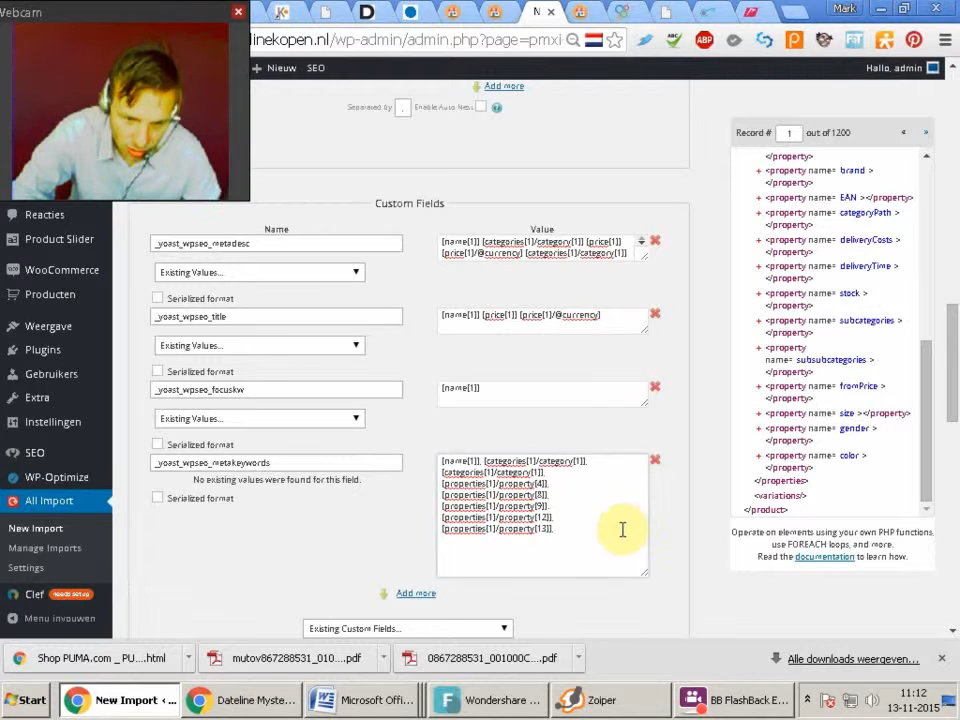 Webcam
N
Mark
linekopen.nl/wp-admin/admin.php?page=pmxi
ABP
Nieuw SEO
Hallo, admin
Add more
Separated by , Enable Auto Nest
Record # 1 out of 1200
</property>
<property name= brand >
</property>
<property name= EAN ></property>
<property name= categoryPath >
</property>
<property name= deliveryCosts >
</property>
<property name= deliveryTime >
</property>
<property name= stock >
</property>
<property name= subcategories >
</property>
<property
name= subsubcategories >
</property>
<property name= fromPrice >
</property>
<property name= size ></property>
<property name= gender >
</property>
<property name= color >
</property>
</properties>
<variations/>
</product>
Operate on elements using your own PHP functions,
use FOREACH loops, and more.
Read the documentation to learn how.
Reacties
Product Slider
WooCommerce
Producten
Weergave
Plugins
Gebruikers
Extra
Instellingen
SEO
WP-Optimize
All Import
New Import
Manage Imports
Settings
Clef needs setup
Menu invouwen
Custom Fields
Name Value
_yoast_wpseo_metadesc
[name[1]] [categories[1]/category[1]] [price[1]]
[price[1]/@currency] [categories[1]/category[1]]
Existing Values...
Serialized format
_yoast_wpseo_title
[name[1]] [price[1]] [price[1]/@currency]
Existing Values...
Serialized format
_yoast_wpseo_focuskw
[name[1]]
Existing Values...
Serialized format
_yoast_wpseo_metakeywords
[name[1]], [categories[1]/category[1]],
[categories[1]/category[1]],
[properties[1]/property[4]],
[properties[1]/property[8]],
[properties[1]/property[9]],
[properties[1]/property[12]],
[properties[1]/property[13]],
No existing values were found for this field.
Serialized format
Add more
Existing Custom Fields...
Shop PUMA.com _ PU....html
mutov867288531_010....pdf
0867288531_001000C....pdf
Alle downloads weergeven...
Start
New Import ‹ ...
Dateline Myste...
Microsoft Offi...
Wondershare ...
Zoiper
BB FlashBack E...
11:12
13-11-2015